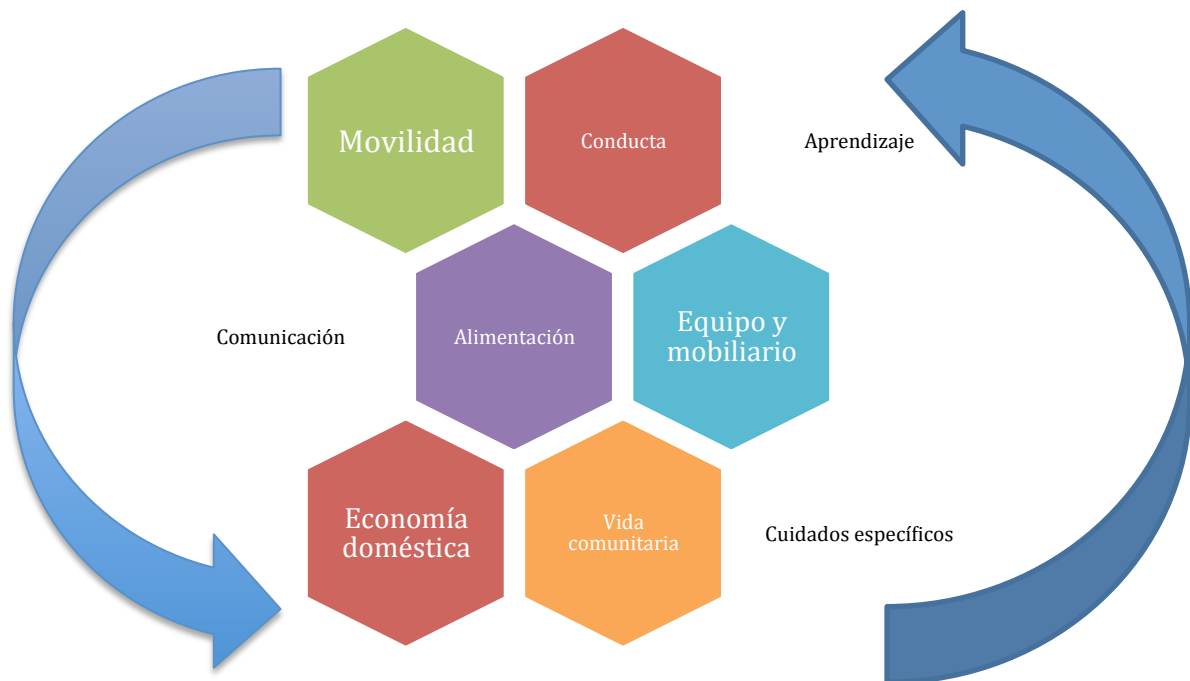 Movilidad
Conducta
Aprendizaje
Comunicación
Alimentación
Equipo y
mobiliario
Economía
doméstica
Vida
comunitaria
Cuidados específicos